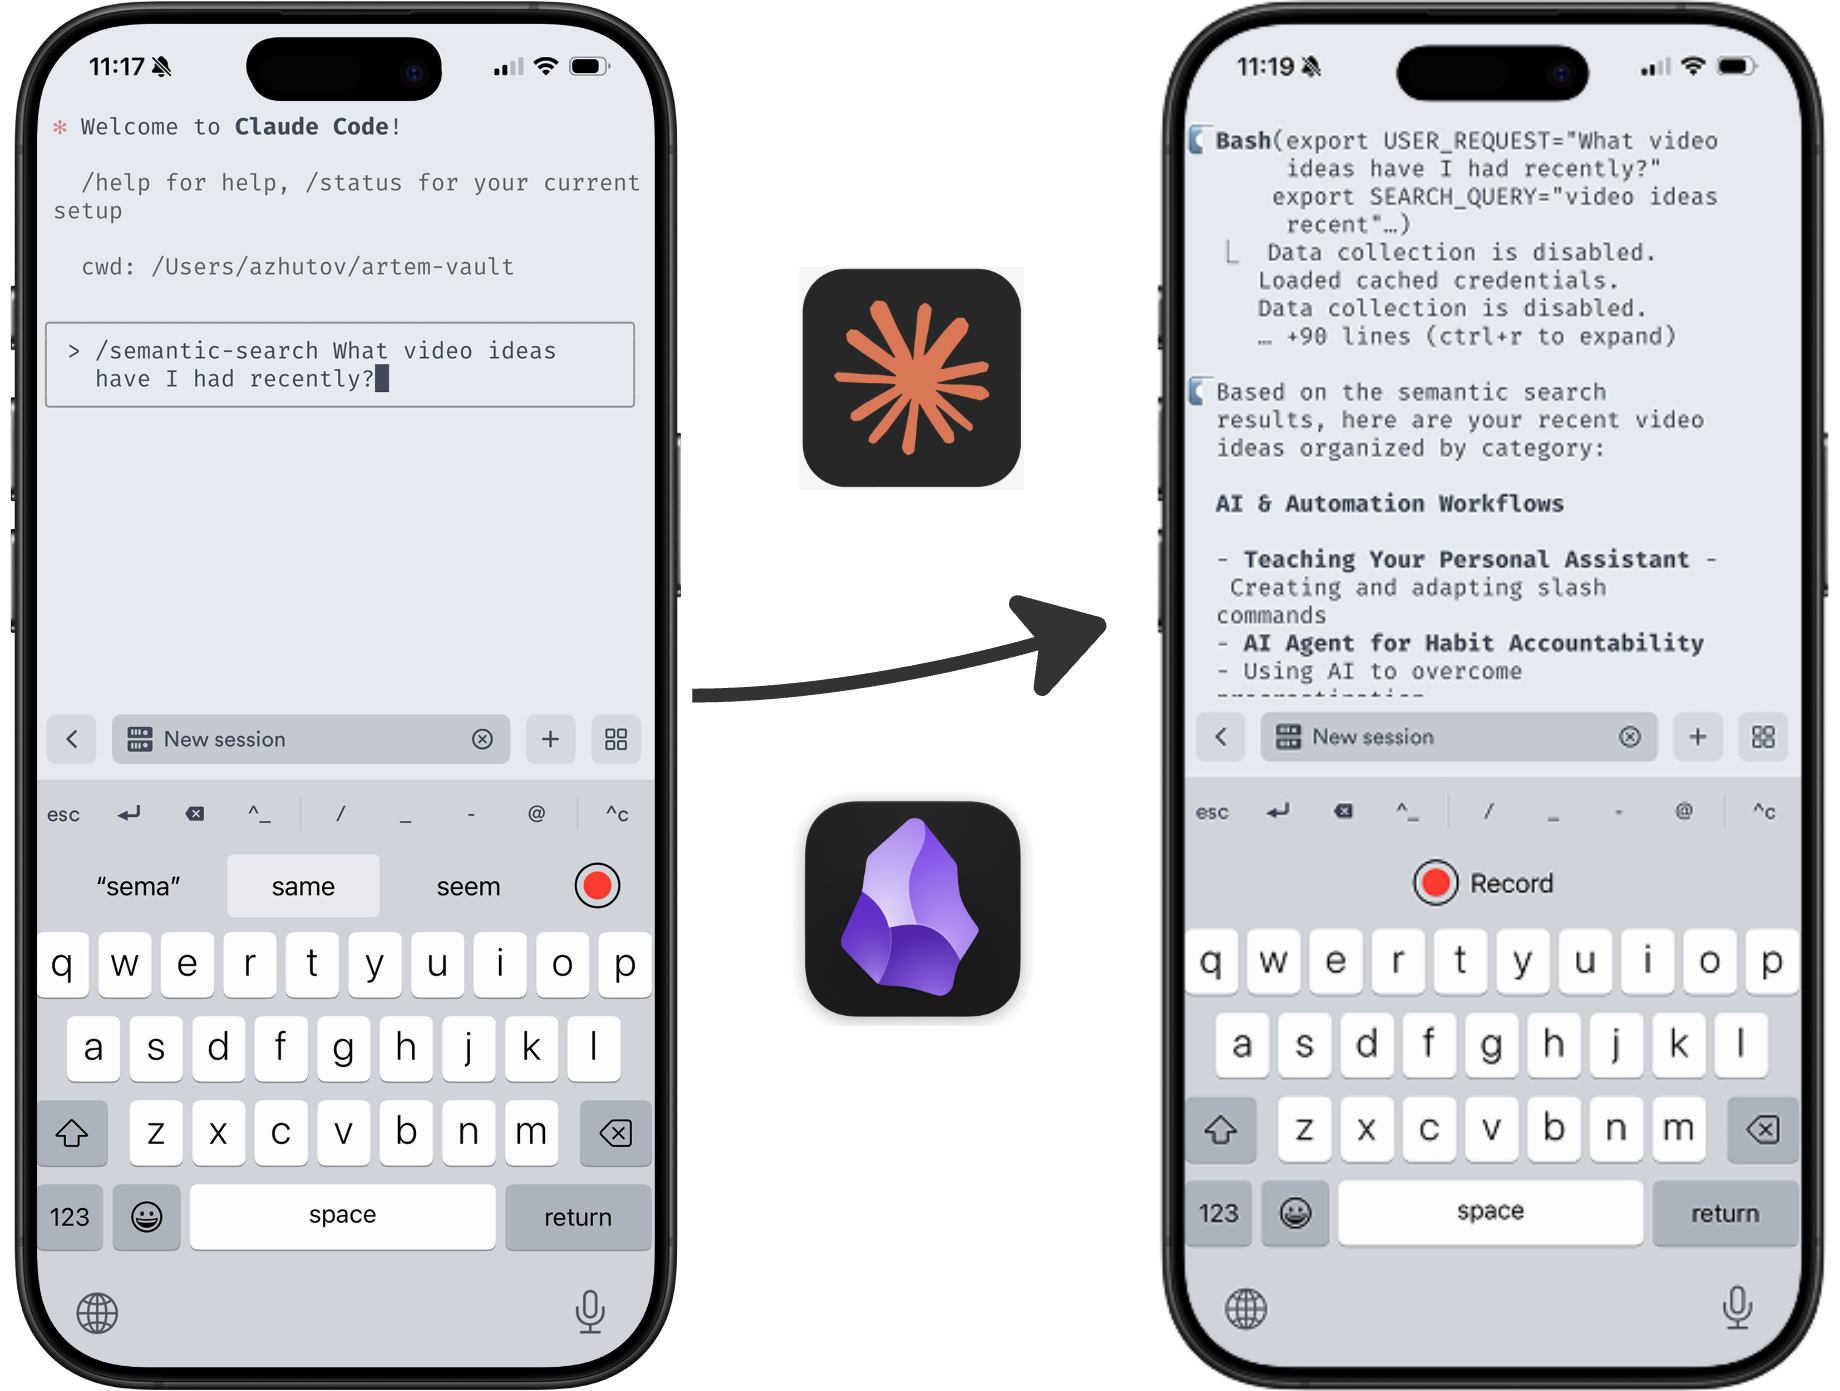 11:17
* Welcome to Claude Code!
/help for help, /status for your current
setup
cwd: /Users/azhutov/artem-vault
> /semantic-search What video ideas
have I had recently?
New session
esc ^_ / _ - @ ^c
“sema” same seem
q w e r t y u i o p
a s d f g h j k l
z x c v b n m
123 space return
11:19
Bash(export USER_REQUEST="What video
ideas have I had recently?"
export SEARCH_QUERY="video ideas
recent"…)
⎿ Data collection is disabled.
Loaded cached credentials.
Data collection is disabled.
… +90 lines (ctrl+r to expand)
Based on the semantic search
results, here are your recent video
ideas organized by category:
AI & Automation Workflows
- Teaching Your Personal Assistant -
Creating and adapting slash
commands
- AI Agent for Habit Accountability
- Using AI to overcome
New session
esc ^_ / _ - @ ^c
Record
q w e r t y u i o p
a s d f g h j k l
z x c v b n m
123 space return